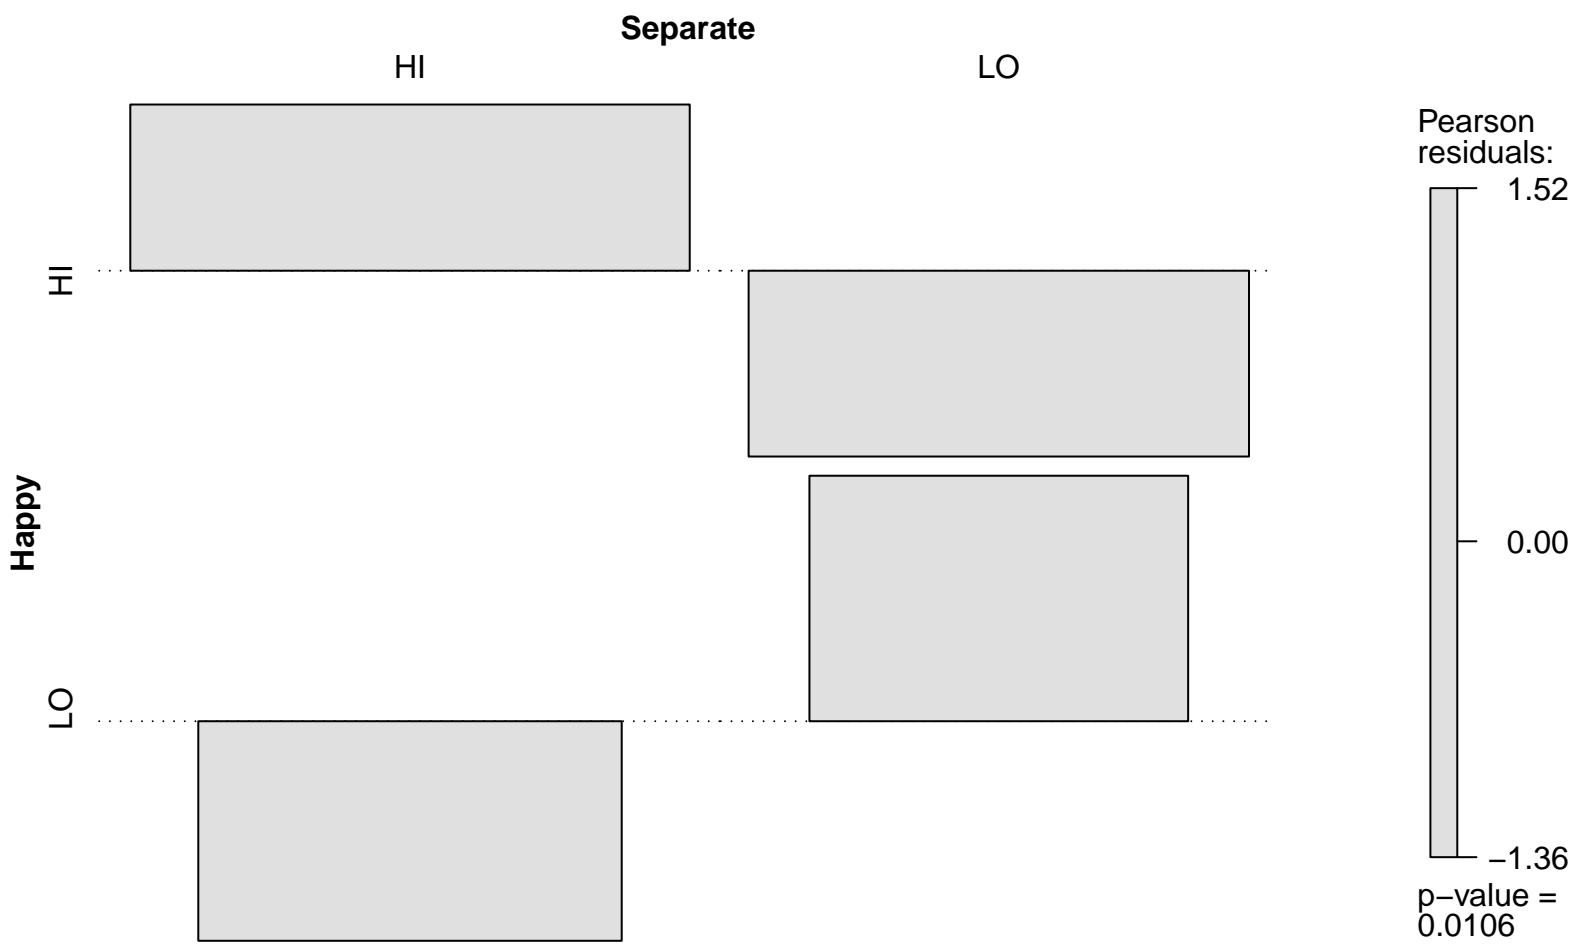 Separate
HI
LO
HI
Happy
LO
Pearson
residuals:
1.52
0.00
−1.36
p−value =
0.0106